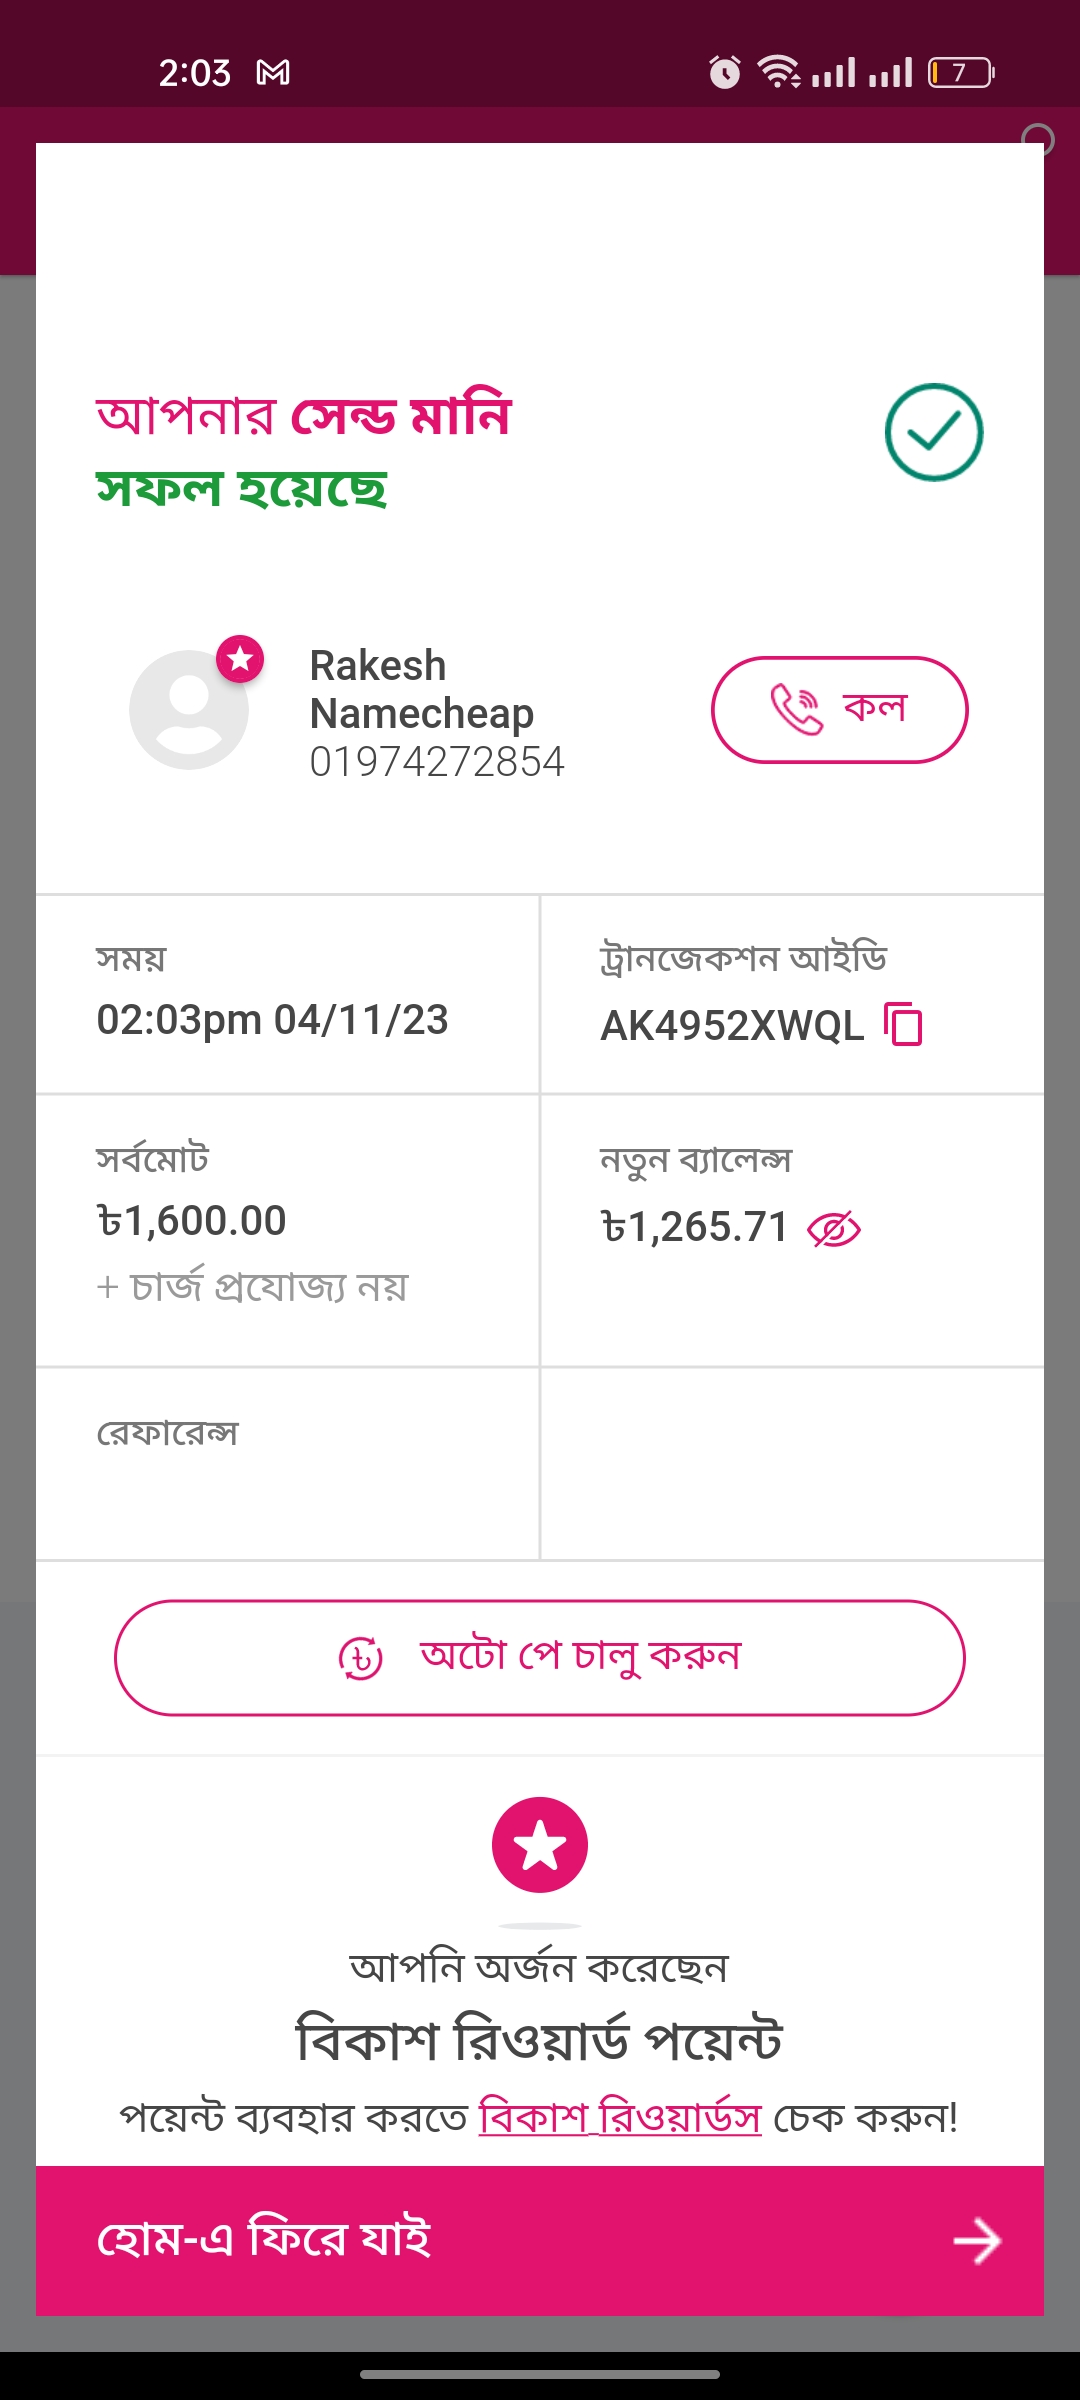 2:03
7
আপনার সেন্ড মানি
সফল হয়েছে
Rakesh
Namecheap
01974272854
কল
সময়
02:03pm 04/11/23
ট্রানজেকশন আইডি
AK4952XWQL
সর্বমোট
৳1,600.00
+ চার্জ প্রযোজ্য নয়
নতুন ব্যালেন্স
৳1,265.71
রেফারেন্স
অটো পে চালু করুন
আপনি অর্জন করেছেন
বিকাশ রিওয়ার্ড পয়েন্ট
পয়েন্ট ব্যবহার করতে বিকাশ রিওয়ার্ডস চেক করুন!
হোম-এ ফিরে যাই